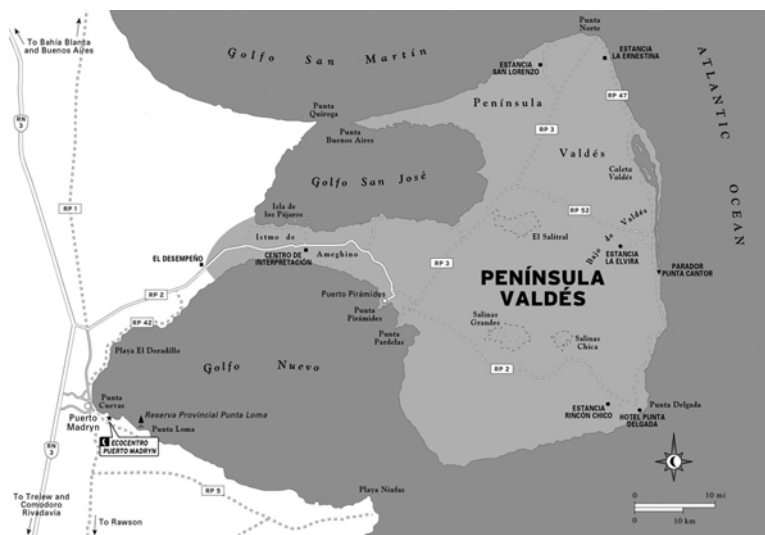 To Bahía Blanca
and Buenos Aires
RN
3
RP 1
Golfo San Martín
Punta
Norte
ESTANCIA
LA ERNESTINA
ESTANCIA
SAN LORENZO
RP 47
ATLANTIC OCEAN
Península
Valdés
Punta
Quiroga
Punta
Buenos Aires
RP 3
Golfo San José
Caleta
Valdés
Isla de
los Pájaros
RP 52
El Salitral
Bajo de Valdés
ESTANCIA
LA ELVIRA
Istmo de
Ameghino
CENTRO DE
INTERPRETACIÓN
EL DESEMPEÑO
RP 3
PARADOR
PUNTA CANTOR
PENÍNSULA
VALDÉS
RP 2
Puerto Pirámides
Punta
Pirámides
Salinas
Grandes
RP 42
Punta
Pardelas
Salinas
Chica
Playa El Doradillo
Golfo Nuevo
RP 2
Punta
Cuevas
Puerto
Madryn
Reserva Provincial Punta Loma
Punta Loma
ECOCENTRO
PUERTO MADRYN
ESTANCIA
RINCÓN CHICO
Punta Delgada
HOTEL PUNTA
DELGADA
RN
3
RP 5
Playa Ninfas
To Trelew and
Comodoro
Rivadavia
To Rawson
0 10 mi
0 10 km